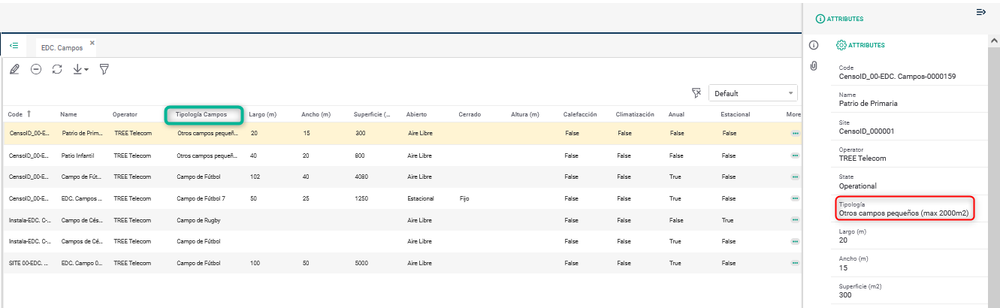 ATTRIBUTES
EDC. Campos
ATTRIBUTES
Default
Code Name Operator Tipología Campos Largo (m) Ancho (m) Superficie (... Abierto Cerrado Altura (m) Calefacción Climatización Anual Estacional More
CensoID_00-E... Patrio de Prim... TREE Telecom Otros campos pequeñ... 20 15 300 Aire Libre False False False False
CensoID_00-E... Patio Infantil TREE Telecom Otros campos pequeñ... 40 20 800 Aire Libre False False False False
CensoID_00-E... Campo de Fút... TREE Telecom Campo de Fútbol 102 40 4080 Aire Libre False False True False
CensoID_00-E... EDC. Campos ... TREE Telecom Campo de Fútbol 7 50 25 1250 Estacional Fijo False False True False
Instala-EDC. C-... Campo de Cés... TREE Telecom Campo de Rugby Aire Libre False False False True
Instala-EDC. C-... Campos de Cé... TREE Telecom Campo de Fútbol Aire Libre False False True False
SITE 00-EDC. ... EDC. Campo 0... TREE Telecom Campo de Fútbol 100 50 5000 Aire Libre False False True False
Code
CensoID_00-EDC. Campos-0000159
Name
Patrio de Primaria
Site
CensoID_000001
Operator
TREE Telecom
State
Operational
Tipología
Otros campos pequeños (max 2000m2)
Largo (m)
20
Ancho (m)
15
Superficie (m2)
300